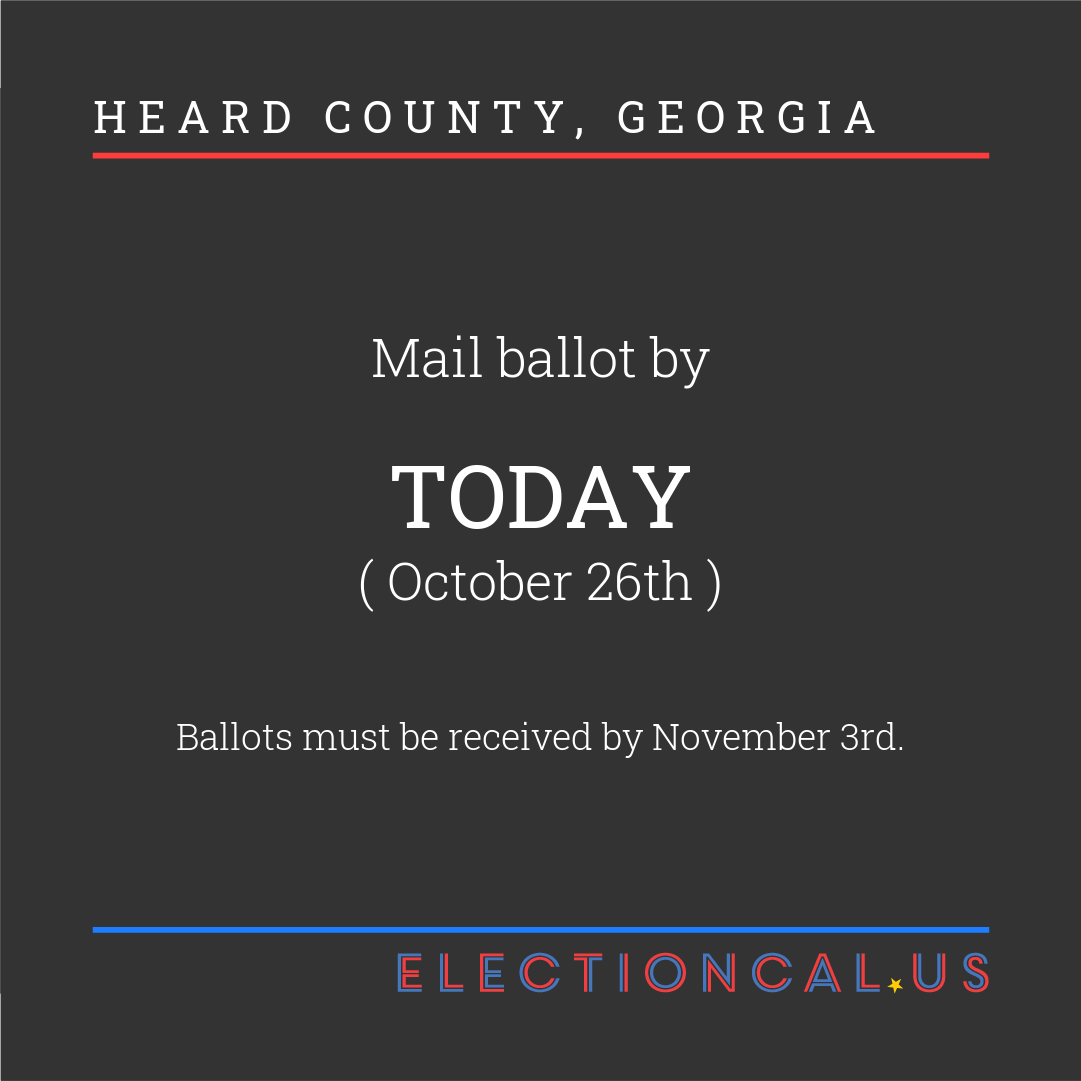 HEARD COUNTY, GEORGIA
Mail ballot by
TODAY
( October 26th )
Ballots must be received by November 3rd.
ELECTIONCAL.US